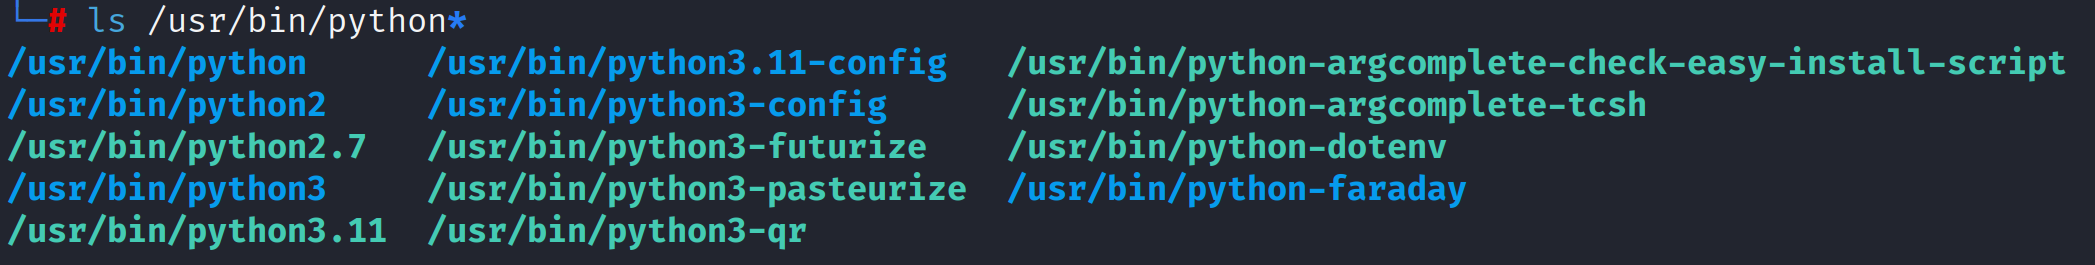 └─# ls /usr/bin/python*
/usr/bin/python /usr/bin/python3.11-config /usr/bin/python-argcomplete-check-easy-install-script
/usr/bin/python2 /usr/bin/python3-config /usr/bin/python-argcomplete-tcsh
/usr/bin/python2.7 /usr/bin/python3-futurize /usr/bin/python-dotenv
/usr/bin/python3 /usr/bin/python3-pasteurize /usr/bin/python-faraday
/usr/bin/python3.11 /usr/bin/python3-qr